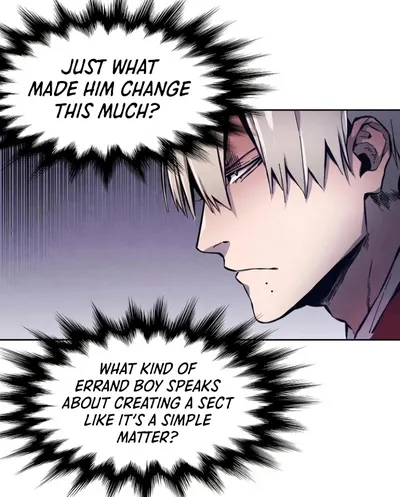 JUST WHAT
MADE HIM CHANGE
THIS MUCH?
WHAT KIND OF
ERRAND BOY SPEAKS
ABOUT CREATING A SECT
LIKE IT'S A SIMPLE
MATTER?